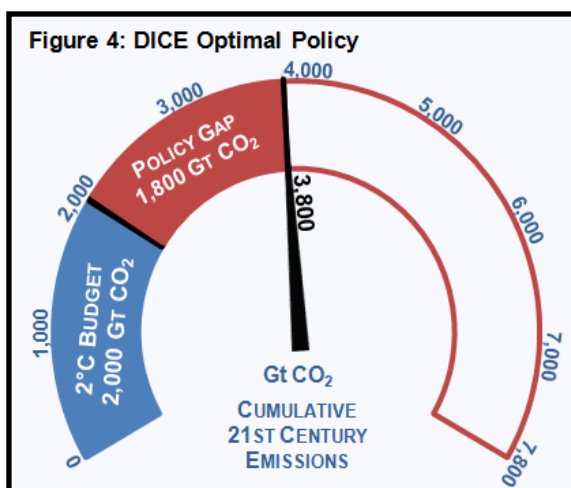 Figure 4: DICE Optimal Policy
0
1,000
2,000
3,000
4,000
5,000
6,000
7,000
7,800
2°C BUDGET
2,000 GT CO₂
POLICY GAP
1,800 GT CO₂
3,800
Gt CO₂
CUMULATIVE
21ST CENTURY
EMISSIONS